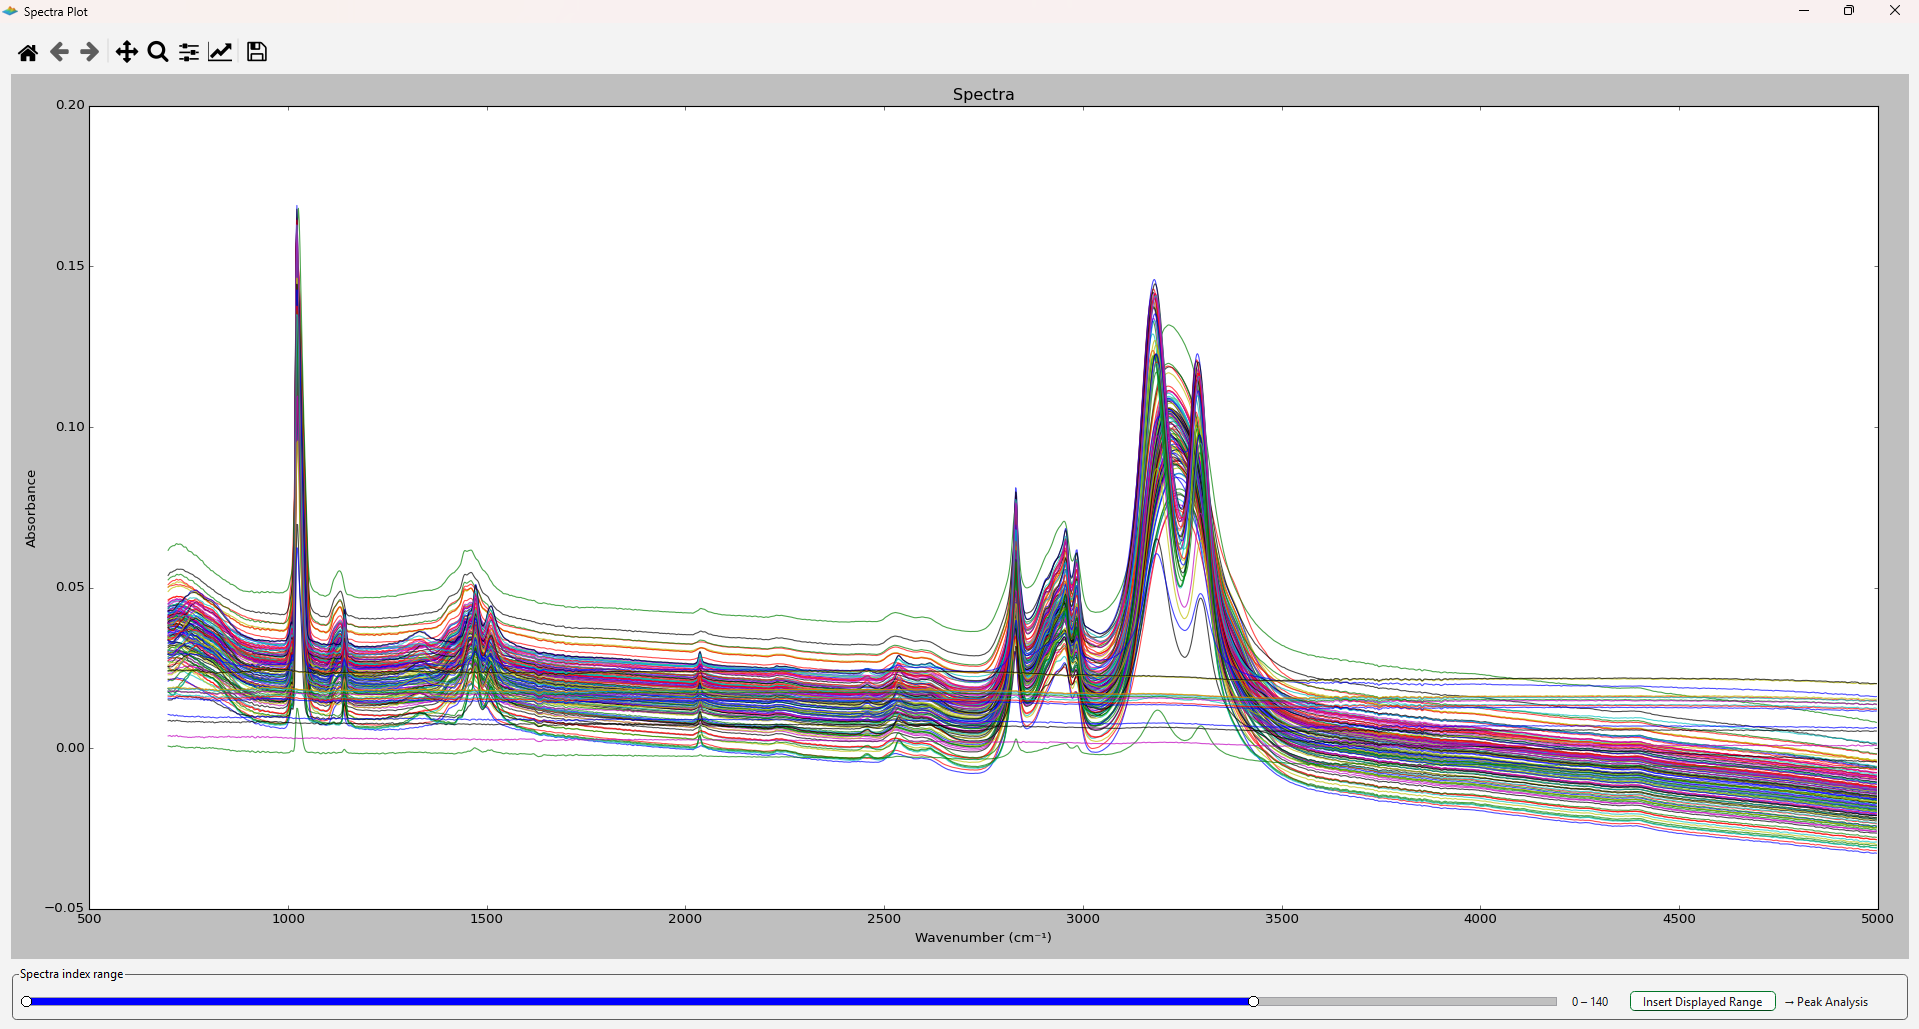 Spectra Plot
Spectra
0.20
0.15
0.10
0.05
0.00
−0.05
Absorbance
500 1000 1500 2000 2500 3000 3500 4000 4500 5000
Wavenumber (cm⁻¹)
Spectra index range
0 – 140 Insert Displayed Range → Peak Analysis